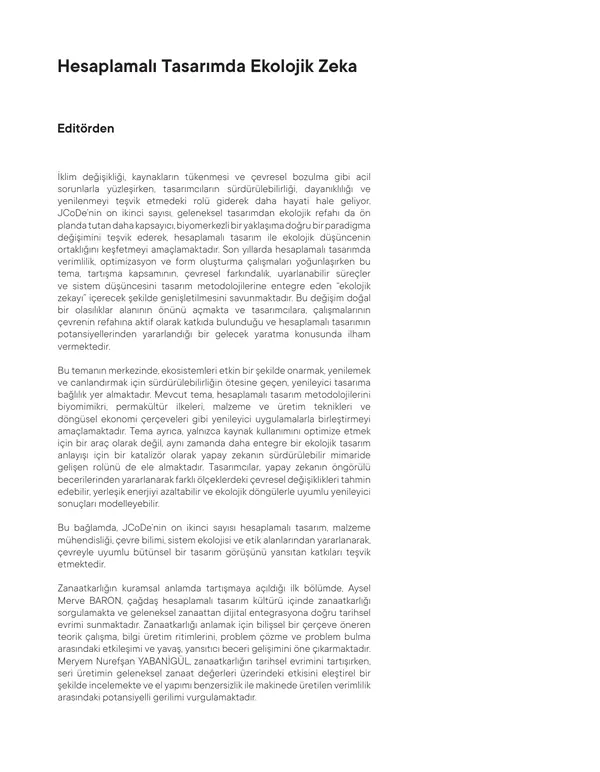 Hesaplamalı Tasarımda Ekolojik Zeka
Editörden
İklim değişikliği, kaynakların tükenmesi ve çevresel bozulma gibi acil
sorunlarla yüzleşirken, tasarımcıların sürdürülebilirliği, dayanıklılığı ve
yenilenmeyi teşvik etmedeki rolü giderek daha hayati hale geliyor.
JCoDe'nin on ikinci sayısı, geleneksel tasarımdan ekolojik refahı da ön
planda tutan daha kapsayıcı, biyomerkezli bir yaklaşıma doğru bir paradigma
değişimini teşvik ederek, hesaplamalı tasarım ile ekolojik düşüncenin
ortaklığını keşfetmeyi amaçlamaktadır. Son yıllarda hesaplamalı tasarımda
verimlilik, optimizasyon ve form oluşturma çalışmaları yoğunlaşırken bu
tema, tartışma kapsamının, çevresel farkındalık, uyarlanabilir süreçler
ve sistem düşüncesini tasarım metodolojilerine entegre eden "ekolojik
zekayı" içerecek şekilde genişletilmesini savunmaktadır. Bu değişim doğal
bir olasılıklar alanının önünü açmakta ve tasarımcılara, çalışmalarının
çevrenin refahına aktif olarak katkıda bulunduğu ve hesaplamalı tasarımın
potansiyellerinden yararlandığı bir gelecek yaratma konusunda ilham
vermektedir.
Bu temanın merkezinde, ekosistemleri etkin bir şekilde onarmak, yenilemek
ve canlandırmak için sürdürülebilirliğin ötesine geçen, yenileyici tasarıma
bağlılık yer almaktadır. Mevcut tema, hesaplamalı tasarım metodolojilerini
biyomimikri, permakültür ilkeleri, malzeme ve üretim teknikleri ve
döngüsel ekonomi çerçeveleri gibi yenileyici uygulamalarla birleştirmeyi
amaçlamaktadır. Tema ayrıca, yalnızca kaynak kullanımını optimize etmek
için bir araç olarak değil, aynı zamanda daha entegre bir ekolojik tasarım
anlayışı için bir katalizör olarak yapay zekanın sürdürülebilir mimaride
gelişen rolünü de ele almaktadır. Tasarımcılar, yapay zekanın öngörülü
becerilerinden yararlanarak farklı ölçeklerdeki çevresel değişiklikleri tahmin
edebilir, yerleşik enerjiyi azaltabilir ve ekolojik döngülerle uyumlu yenileyici
sonuçları modelleyebilir.
Bu bağlamda, JCoDe'nin on ikinci sayısı hesaplamalı tasarım, malzeme
mühendisliği, çevre bilimi, sistem ekolojisi ve etik alanlarından yararlanarak,
çevreyle uyumlu bütünsel bir tasarım görüşünü yansıtan katkıları teşvik
etmektedir.
Zanaatkarlığın kuramsal anlamda tartışmaya açıldığı ilk bölümde, Aysel
Merve BARON, çağdaş hesaplamalı tasarım kültürü içinde zanaatkarlığı
sorgulamakta ve geleneksel zanaattan dijital entegrasyona doğru tarihsel
evrimi sunmaktadır. Zanaatkarlığı anlamak için bilişsel bir çerçeve öneren
teorik çalışma, bilgi üretim ritimlerini, problem çözme ve problem bulma
arasındaki etkileşimi ve yavaş, yansıtıcı beceri gelişimini öne çıkarmaktadır.
Meryem Nurefşan YABANİGÜL, zanaatkarlığın tarihsel evrimini tartışırken,
seri üretimin geleneksel zanaat değerleri üzerindeki etkisini eleştirel bir
şekilde incelemekte ve el yapımı benzersizlik ile makinede üretilen verimlilik
arasındaki potansiyelli gerilimi vurgulamaktadır.